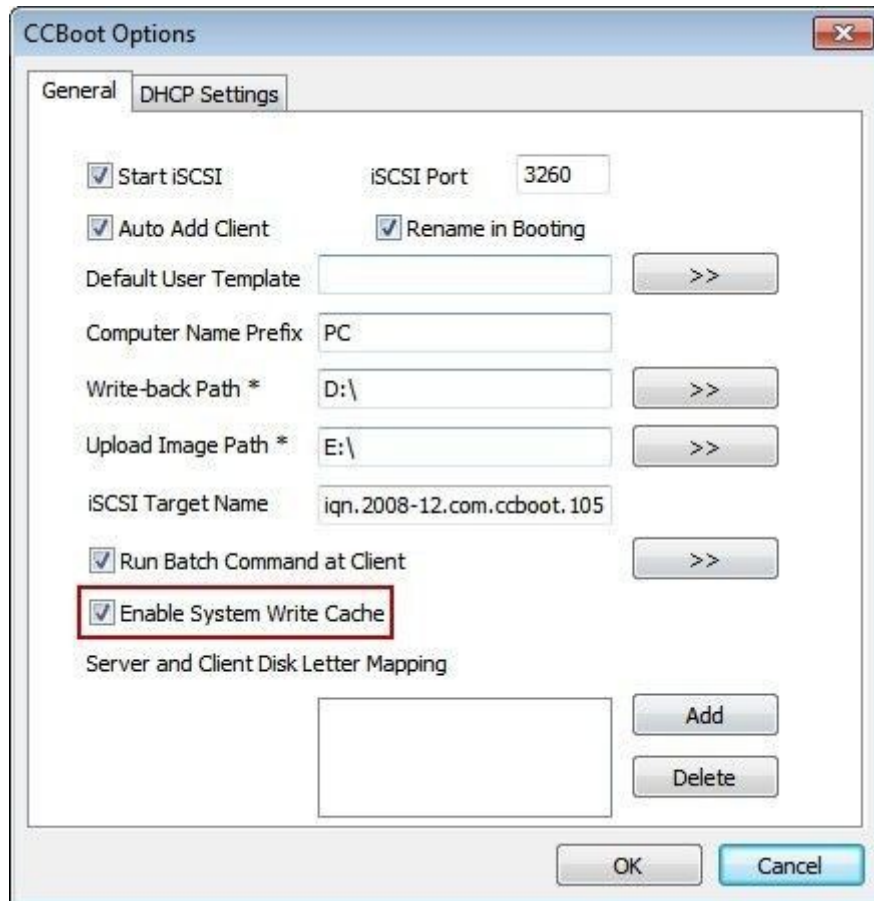 CCBoot Options
General DHCP Settings
Start iSCSI iSCSI Port 3260
Auto Add Client Rename in Booting
Default User Template >>
Computer Name Prefix PC
Write-back Path * D:\ >>
Upload Image Path * E:\ >>
iSCSI Target Name iqn.2008-12.com.ccboot.105
Run Batch Command at Client >>
Enable System Write Cache
Server and Client Disk Letter Mapping
Add
Delete
OK Cancel